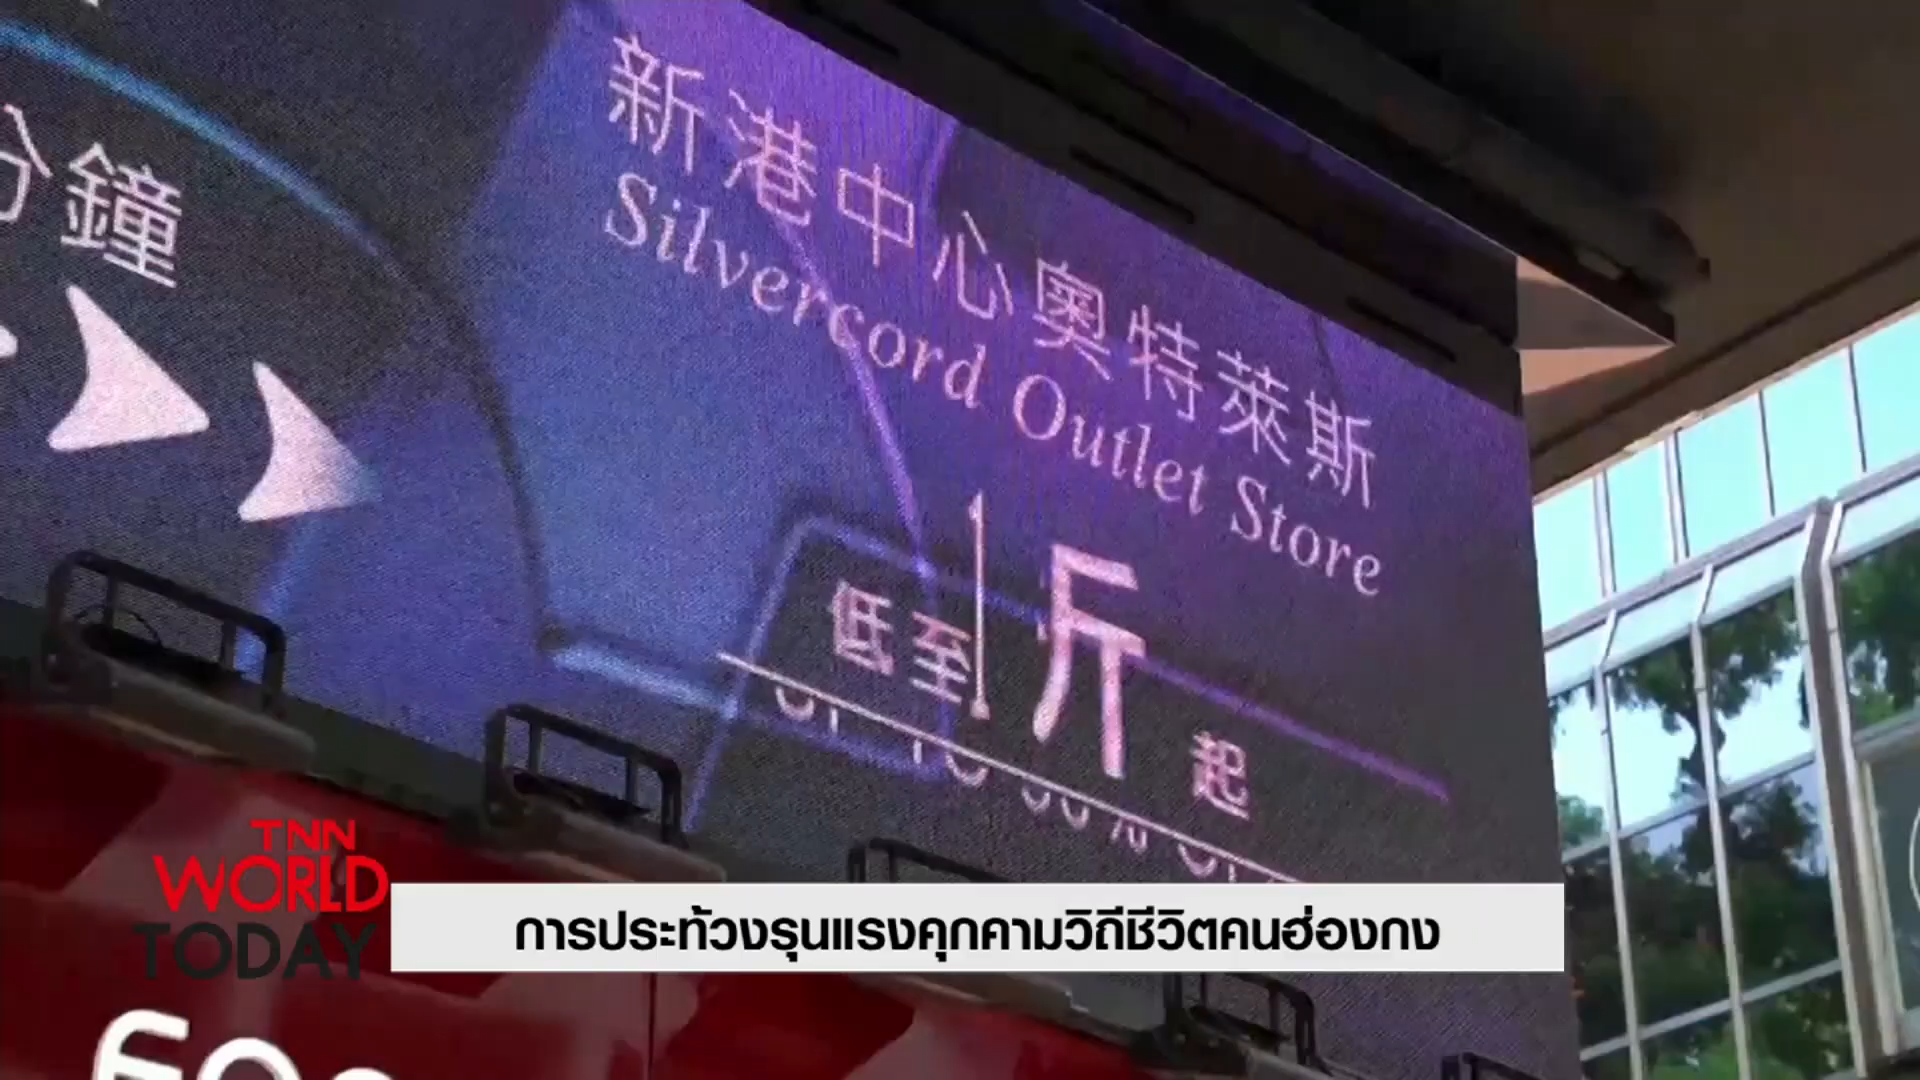 新港中心奧特萊斯
Silvercord Outlet Store
分鐘
低至1折起
TNN
WORLD
TODAY
การประท้วงรุนแรงคุกคามวิถีชีวิตคนฮ่องกง